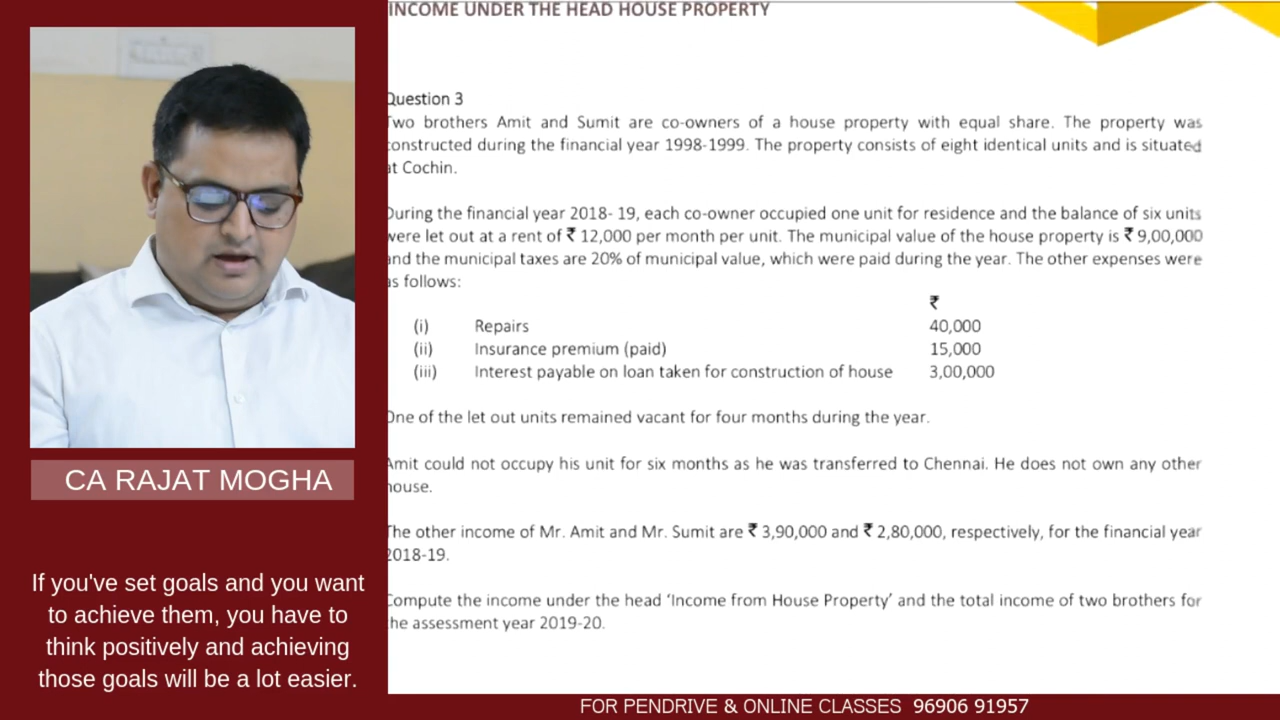 INCOME UNDER THE HEAD HOUSE PROPERTY
Question 3
Two brothers Amit and Sumit are co-owners of a house property with equal share. The property was
constructed during the financial year 1998-1999. The property consists of eight identical units and is situated
at Cochin.
During the financial year 2018- 19, each co-owner occupied one unit for residence and the balance of six units
were let out at a rent of ₹ 12,000 per month per unit. The municipal value of the house property is ₹ 9,00,000
and the municipal taxes are 20% of municipal value, which were paid during the year. The other expenses were
as follows:
₹
(i) Repairs 40,000
(ii) Insurance premium (paid) 15,000
(iii) Interest payable on loan taken for construction of house 3,00,000
One of the let out units remained vacant for four months during the year.
Amit could not occupy his unit for six months as he was transferred to Chennai. He does not own any other
house.
The other income of Mr. Amit and Mr. Sumit are ₹ 3,90,000 and ₹ 2,80,000, respectively, for the financial year
2018-19.
Compute the income under the head ‘Income from House Property’ and the total income of two brothers for
the assessment year 2019-20.
CA RAJAT MOGHA
If you've set goals and you want
to achieve them, you have to
think positively and achieving
those goals will be a lot easier.
FOR PENDRIVE & ONLINE CLASSES 96906 91957